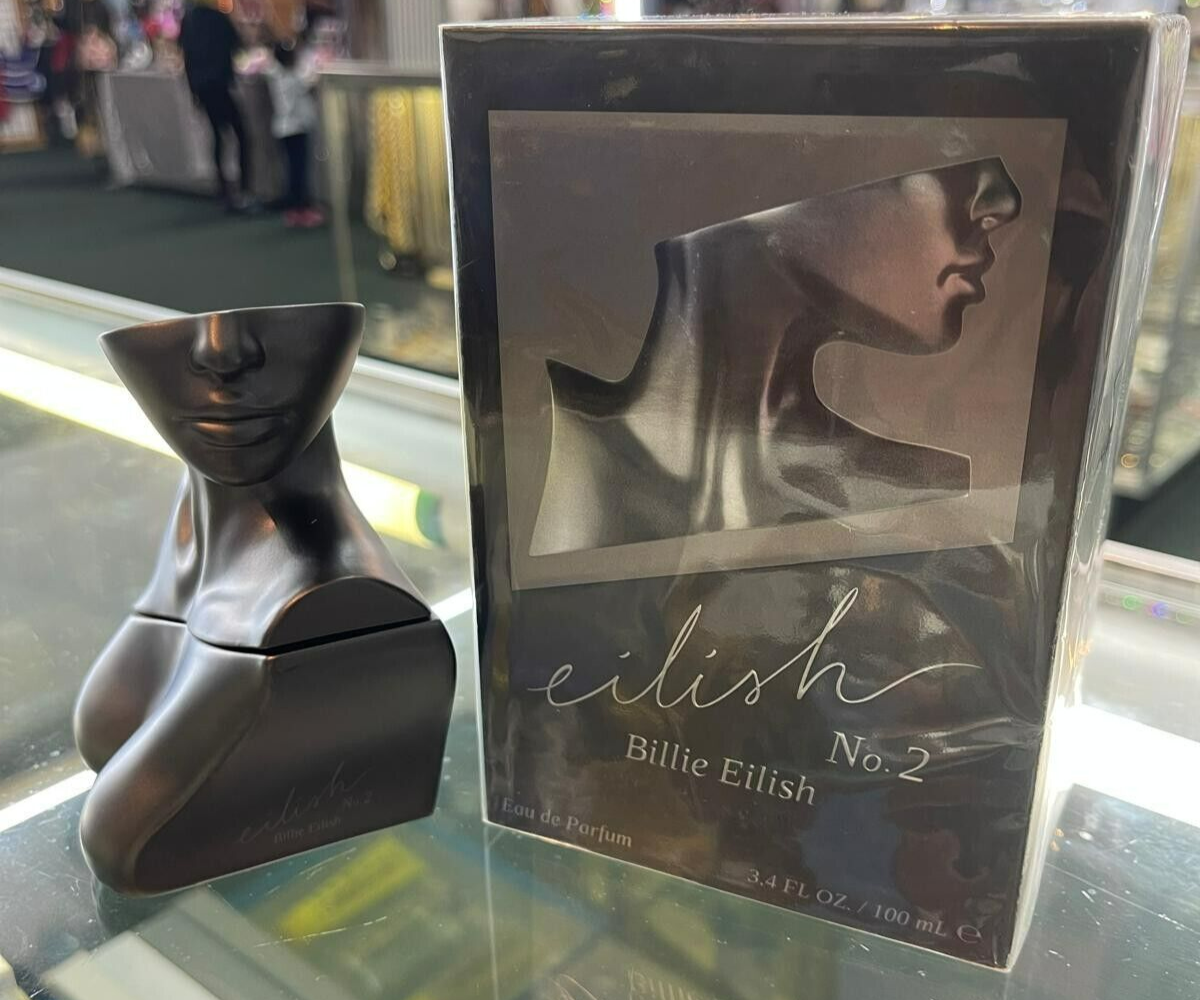 eilish
No. 2
Billie Eilish
Eau de Parfum
3.4 FL OZ. / 100 mL ℮
eilish
No. 2
Billie Eilish